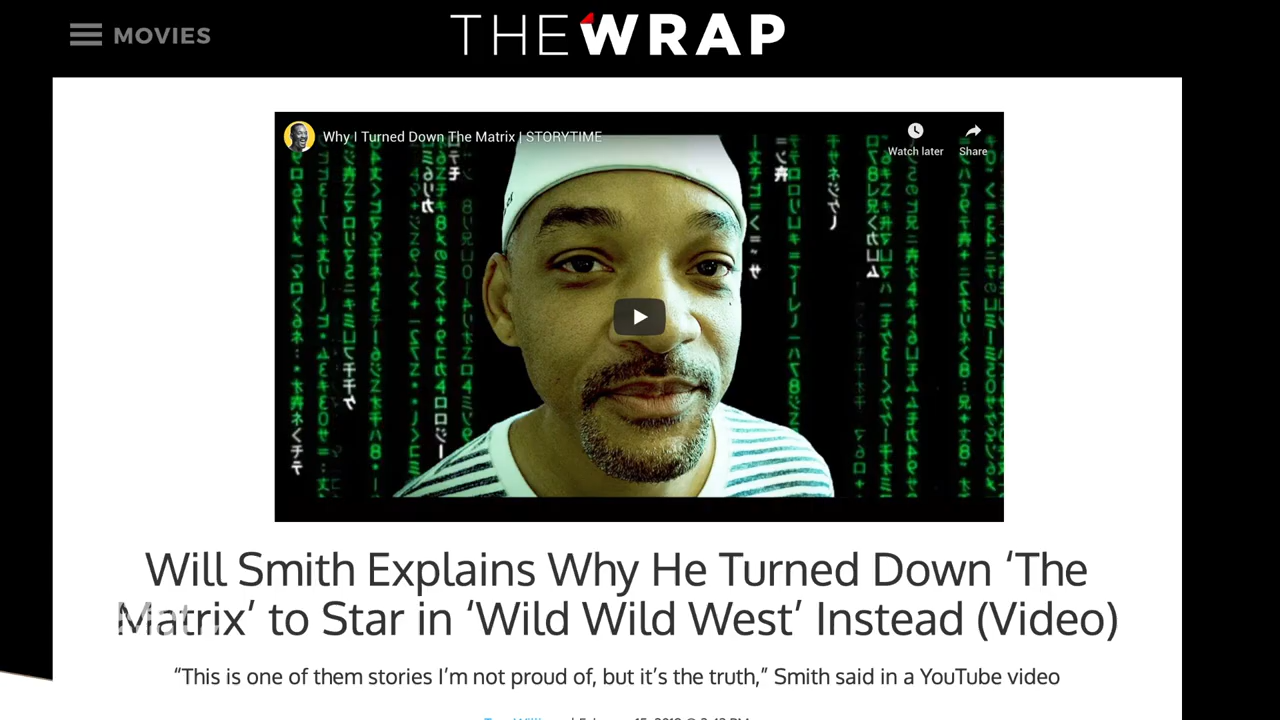 MOVIES
THEWRAP
Why I Turned Down The Matrix | STORYTIME
Watch later
Share
Will Smith Explains Why He Turned Down ‘The
Matrix’ to Star in ‘Wild Wild West’ Instead (Video)
“This is one of them stories I’m not proud of, but it’s the truth,” Smith said in a YouTube video